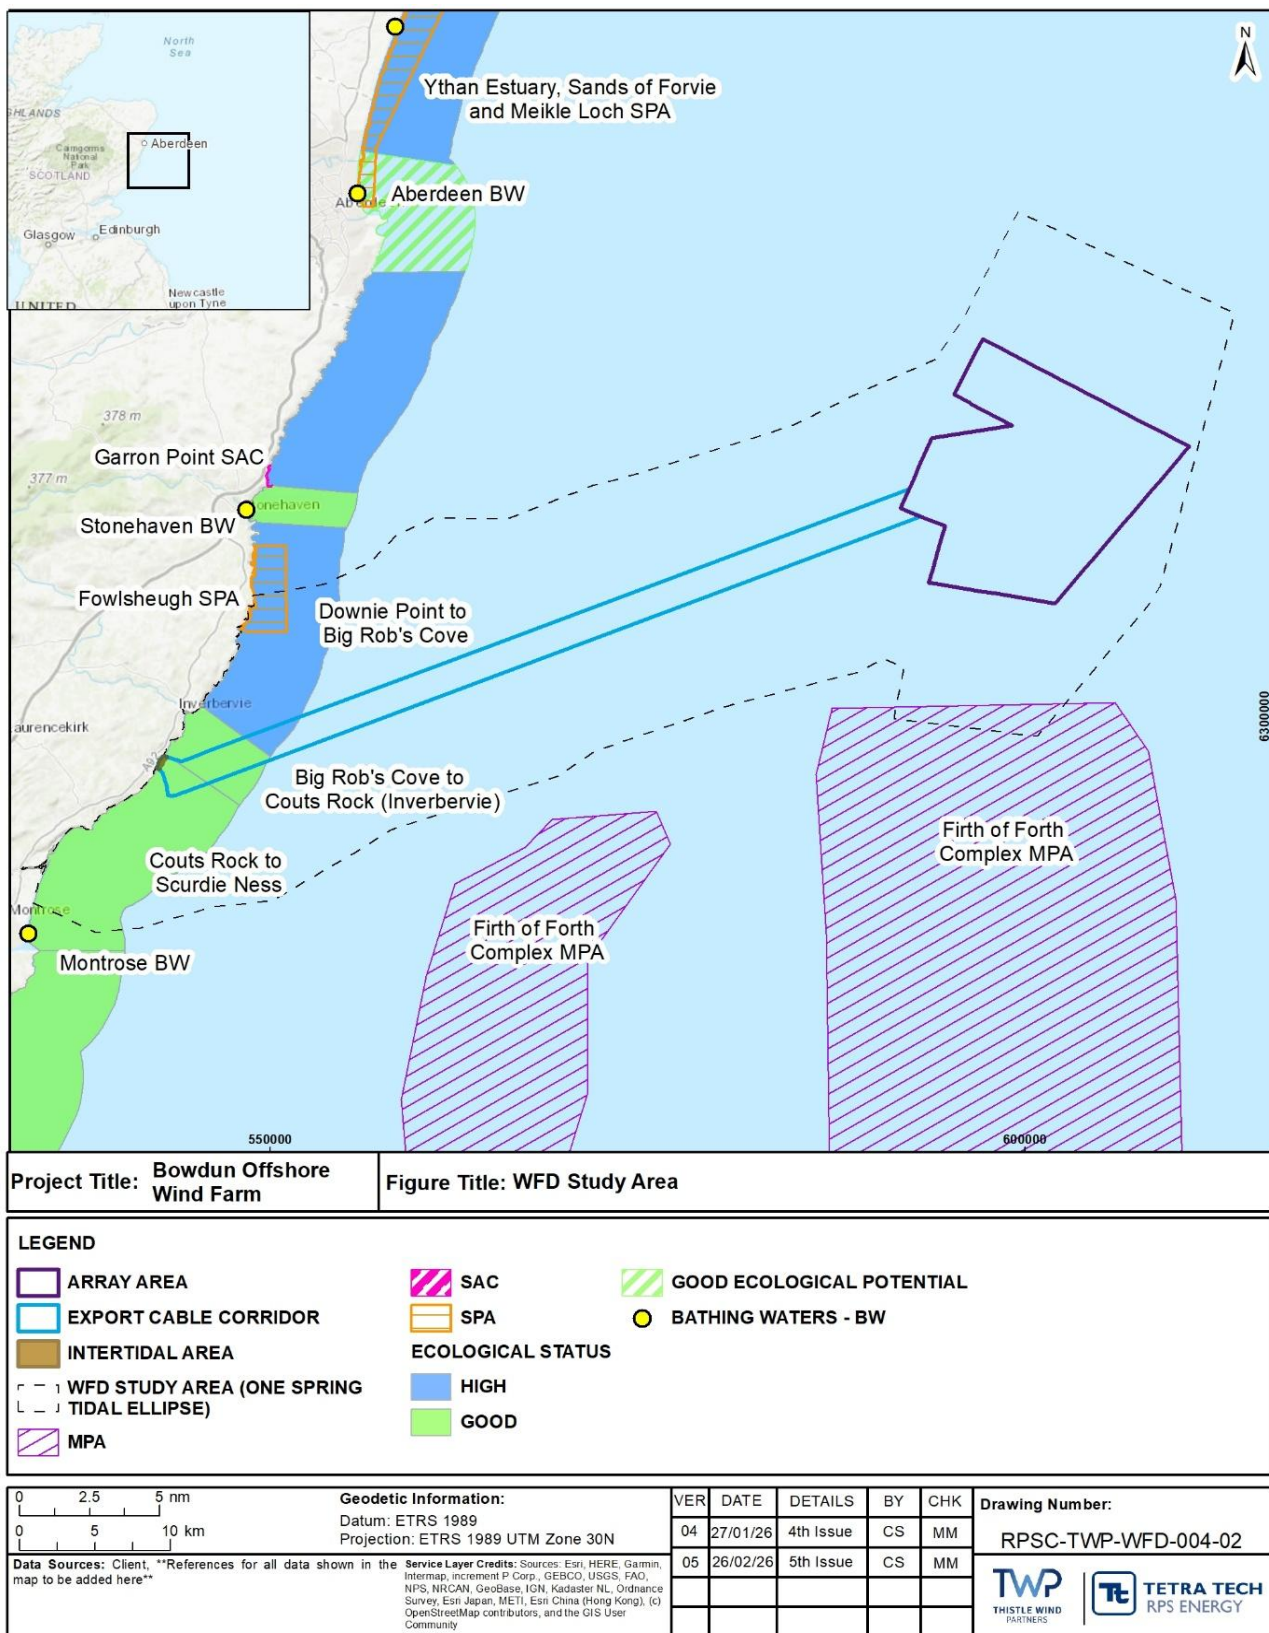 North
Sea
GHLANDS
Cairngorms
National
Park
SCOTLAND
Aberdeen
Glasgow
Edinburgh
Newcastle
upon Tyne
UNITED
N
Ythan Estuary, Sands of Forvie
and Meikle Loch SPA
Aberdeen BW
378 m
377 m
Garron Point SAC
onehaven
Stonehaven BW
Fowlsheugh SPA
Downie Point to
Big Rob's Cove
Inverbervie
aurencekirk
A92
6300000
Big Rob's Cove to
Couts Rock (Inverbervie)
Couts Rock to
Scurdie Ness
Firth of Forth
Complex MPA
Montrose
Montrose BW
Firth of Forth
Complex MPA
550000
600000
Project Title: Bowdun Offshore
Wind Farm
Figure Title: WFD Study Area
LEGEND
ARRAY AREA
EXPORT CABLE CORRIDOR
INTERTIDAL AREA
WFD STUDY AREA (ONE SPRING
TIDAL ELLIPSE)
MPA
SAC
SPA
ECOLOGICAL STATUS
HIGH
GOOD
GOOD ECOLOGICAL POTENTIAL
BATHING WATERS - BW
0 2.5 5 nm
0 5 10 km
Geodetic Information:
Datum: ETRS 1989
Projection: ETRS 1989 UTM Zone 30N
Data Sources: Client, **References for all data shown in the
map to be added here**
Service Layer Credits: Sources: Esri, HERE, Garmin,
Intermap, increment P Corp., GEBCO, USGS, FAO,
NPS, NRCAN, GeoBase, IGN, Kadaster NL, Ordnance
Survey, Esri Japan, METI, Esri China (Hong Kong), (c)
OpenStreetMap contributors, and the GIS User
Community
VER DATE DETAILS BY CHK
04 27/01/26 4th Issue CS MM
05 26/02/26 5th Issue CS MM
Drawing Number:
RPSC-TWP-WFD-004-02
TWP
THISTLE WIND
PARTNERS
Tt
TETRA TECH
RPS ENERGY